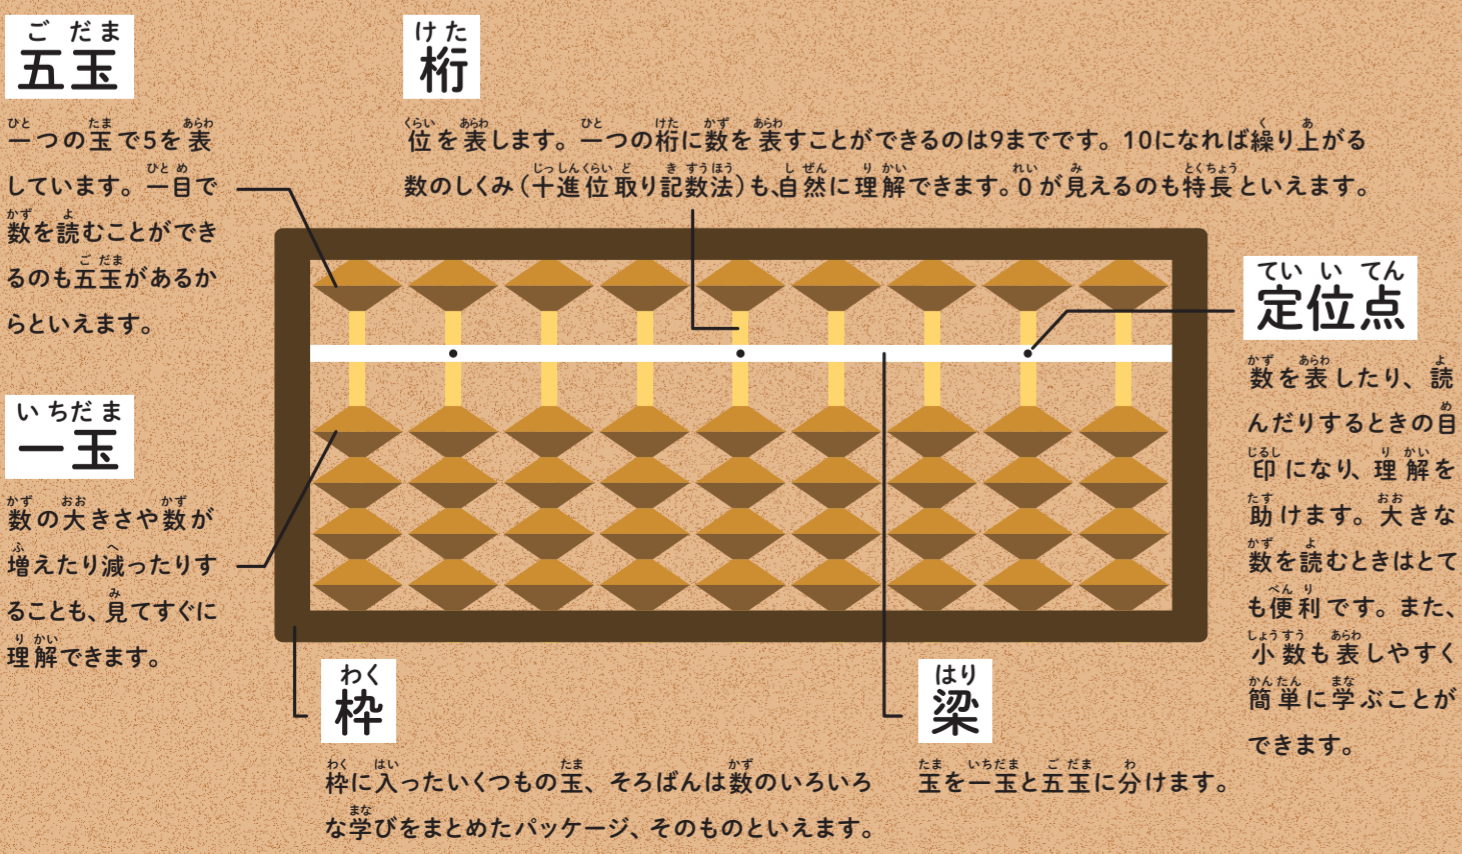 ごだま
五玉
一つの玉で5を表
しています。一目で
数を読むことができ
るのも五玉があるか
らといえます。
けた
桁
位を表します。一つの桁に数を表すことができるのは9までです。10になれば繰り上がる
数のしくみ（十進位取り記数法）も、自然に理解できます。0が見えるのも特長といえます。
ていいてん
定位点
数を表したり、読
んだりするときの目
印になり、理解を
助けます。大きな
数を読むときはとて
も便利です。また、
小数も表しやすく
簡単に学ぶことが
できます。
いちだま
一玉
数の大きさや数が
増えたり減ったりす
ることも、見てすぐに
理解できます。
わく
枠
枠に入ったいくつもの玉、そろばんは数のいろいろ
な学びをまとめたパッケージ、そのものといえます。
はり
梁
玉を一玉と五玉に分けます。